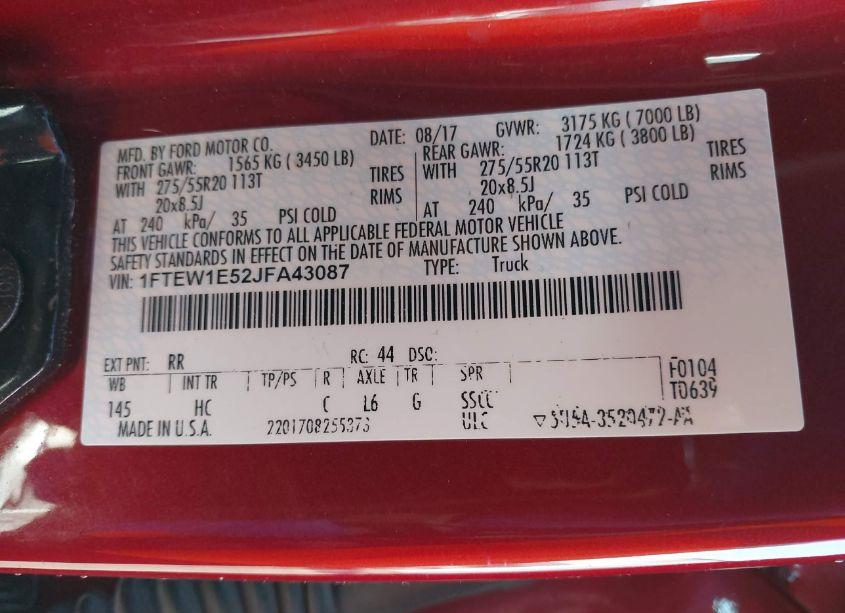 MFD. BY FORD MOTOR CO. DATE: 08/17 GVWR: 3175 KG ( 7000 LB)
FRONT GAWR: 1565 KG ( 3450 LB) REAR GAWR: 1724 KG ( 3800 LB)
WITH 275/55R20 113T TIRES WITH 275/55R20 113T TIRES
20x8.5J RIMS 20x8.5J RIMS
AT 240 kPa/ 35 PSI COLD AT 240 kPa/ 35 PSI COLD
THIS VEHICLE CONFORMS TO ALL APPLICABLE FEDERAL MOTOR VEHICLE
SAFETY STANDARDS IN EFFECT ON THE DATE OF MANUFACTURE SHOWN ABOVE.
VIN: 1FTEW1E52JFA43087 TYPE: Truck
EXT PNT: RR RC: 44 DSO: F0104
WB INT TR TP/PS R AXLE TR SPR T0639
145 HC C L6 G SSCC
MADE IN U.S.A. 2201708255373